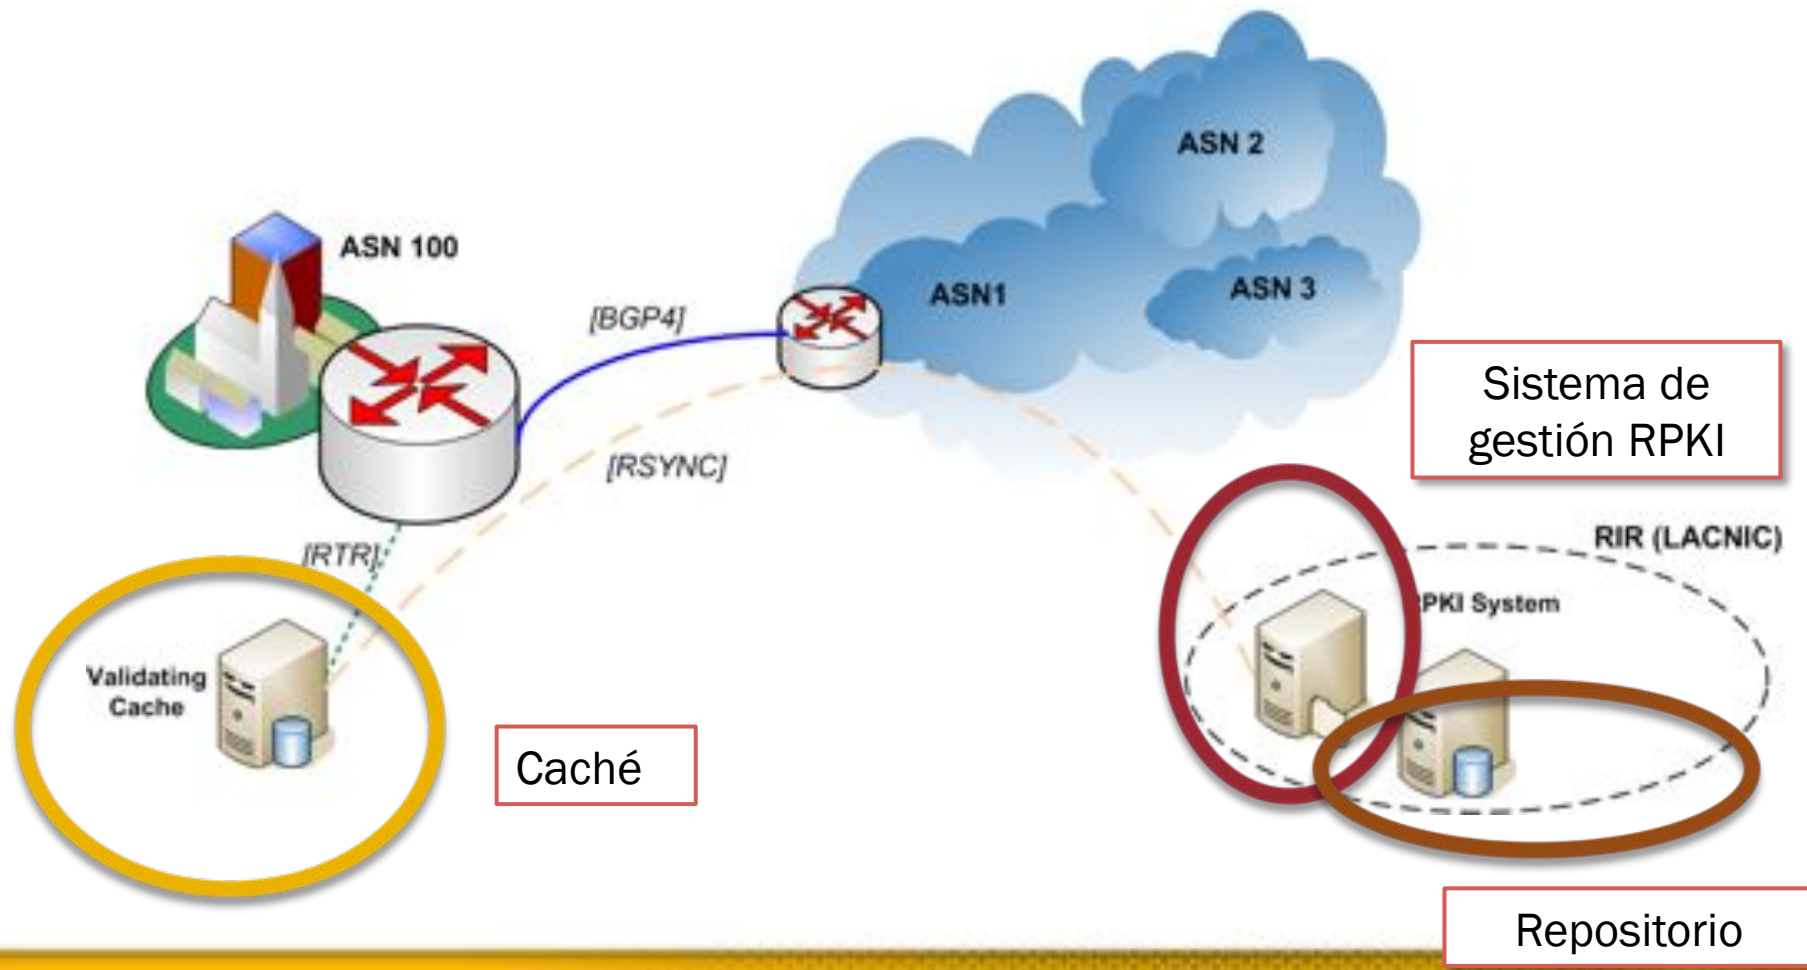 ASN 2
ASN 100
ASN1
ASN 3
[BGP4]
Sistema de
gestión RPKI
[RSYNC]
RIR (LACNIC)
[RTR]
RPKI System
Validating
Cache
Caché
Repositorio